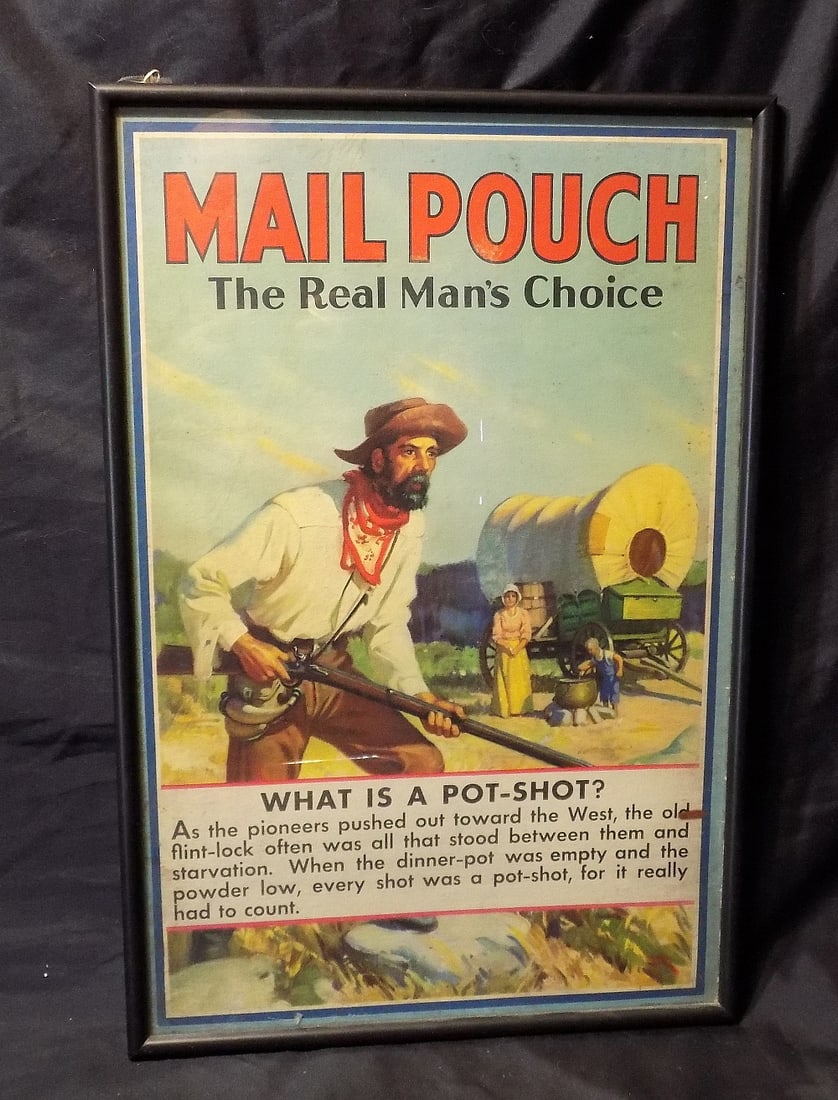 MAIL POUCH
The Real Man's Choice
WHAT IS A POT-SHOT?
As the pioneers pushed out toward the West, the old
flint-lock often was all that stood between them and
starvation. When the dinner-pot was empty and the
powder low, every shot was a pot-shot, for it really
had to count.